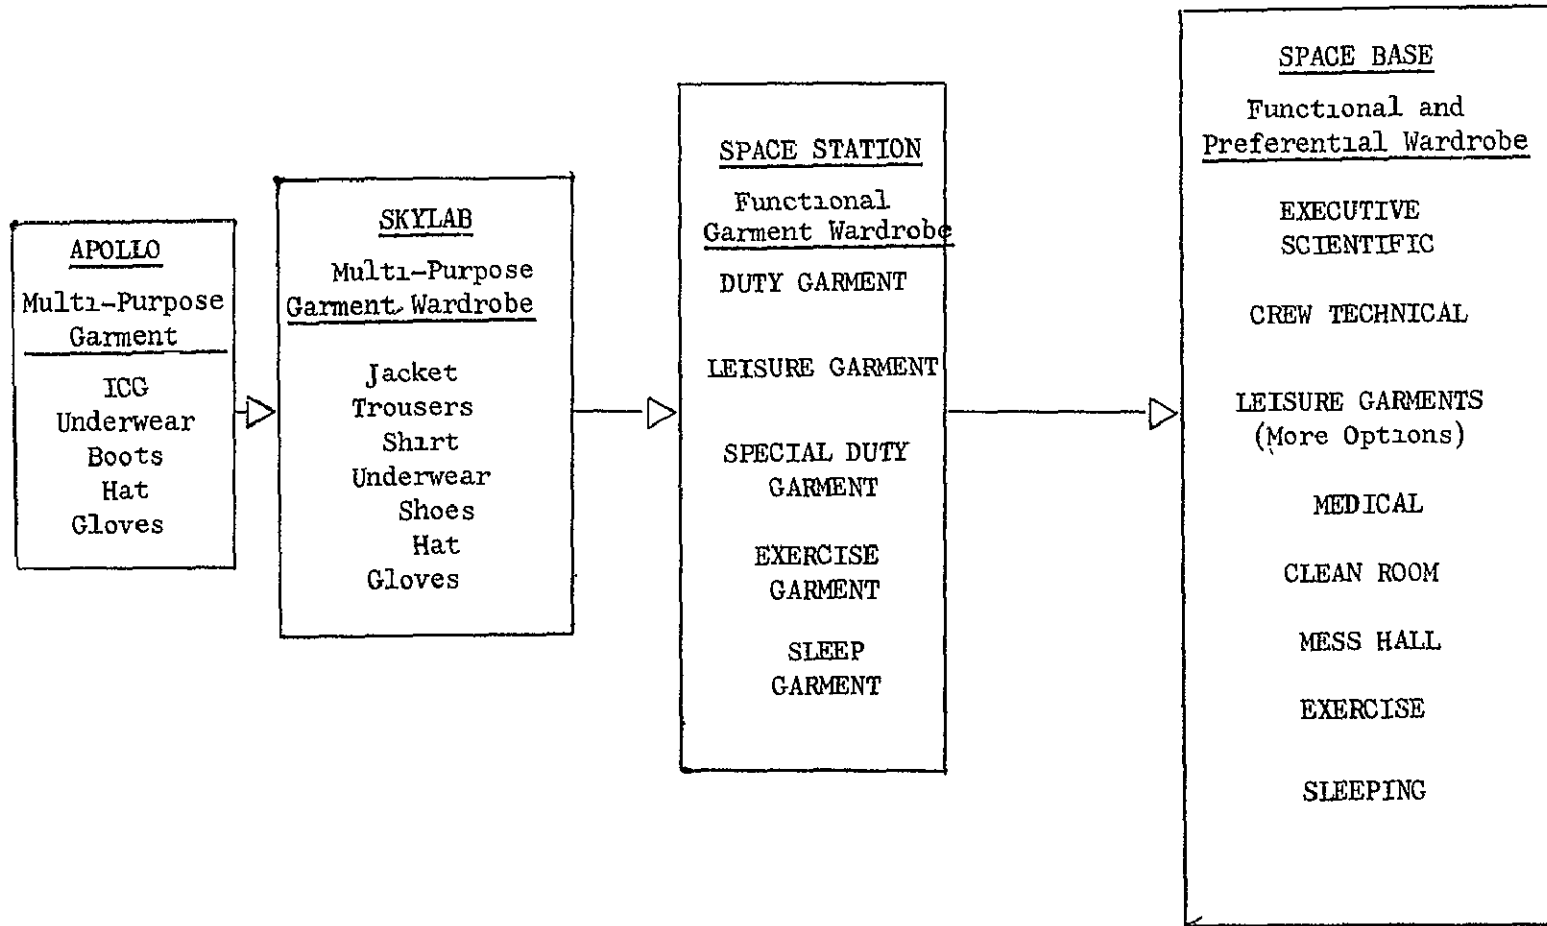 APOLLO
Multi-Purpose
Garment
ICG
Underwear
Boots
Hat
Gloves
SKYLAB
Multi-Purpose
Garment Wardrobe
Jacket
Trousers
Shirt
Underwear
Shoes
Hat
Gloves
SPACE STATION
Functional
Garment Wardrobe
DUTY GARMENT
LEISURE GARMENT
SPECIAL DUTY
GARMENT
EXERCISE
GARMENT
SLEEP
GARMENT
SPACE BASE
Functional and
Preferential Wardrobe
EXECUTIVE
SCIENTIFIC
CREW TECHNICAL
LEISURE GARMENTS
(More Options)
MEDICAL
CLEAN ROOM
MESS HALL
EXERCISE
SLEEPING